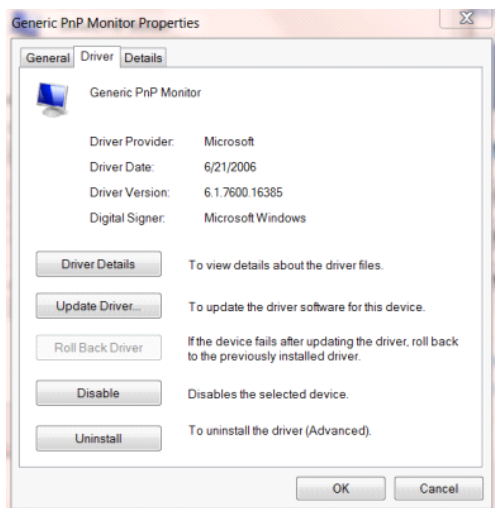 Generic PnP Monitor Properties
General Driver Details
Generic PnP Monitor
Driver Provider: Microsoft
Driver Date: 6/21/2006
Driver Version: 6.1.7600.16385
Digital Signer: Microsoft Windows
Driver Details To view details about the driver files.
Update Driver... To update the driver software for this device.
Roll Back Driver If the device fails after updating the driver, roll back
to the previously installed driver.
Disable Disables the selected device.
Uninstall To uninstall the driver (Advanced).
OK Cancel